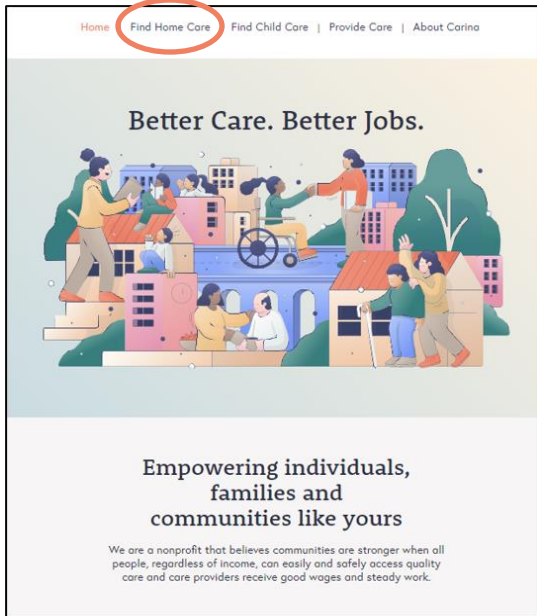 Home Find Home Care Find Child Care | Provide Care | About Carina
Better Care. Better Jobs.
Empowering individuals,
families and
communities like yours
We are a nonprofit that believes communities are stronger when all
people, regardless of income, can easily and safely access quality
care and care providers receive good wages and steady work.